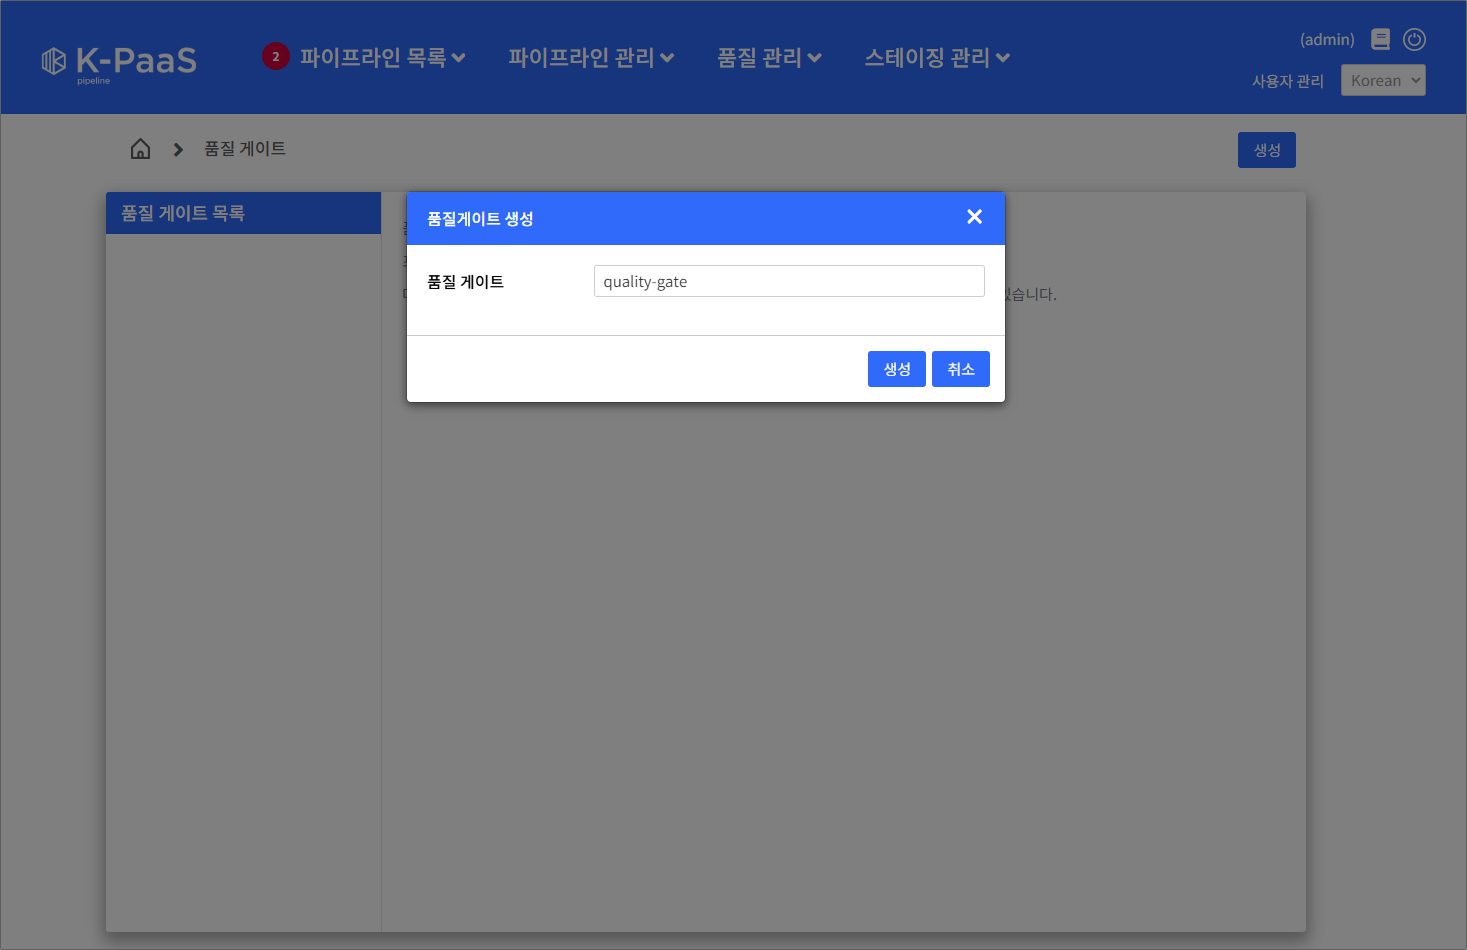 K-PaaS
pipeline
2 파이프라인 목록 파이프라인 관리 품질 관리 스테이징 관리
(admin)
사용자 관리 Korean
품질 게이트
생성
품질 게이트 목록
품질게이트 생성
품질 게이트 quality-gate
있습니다.
생성 취소